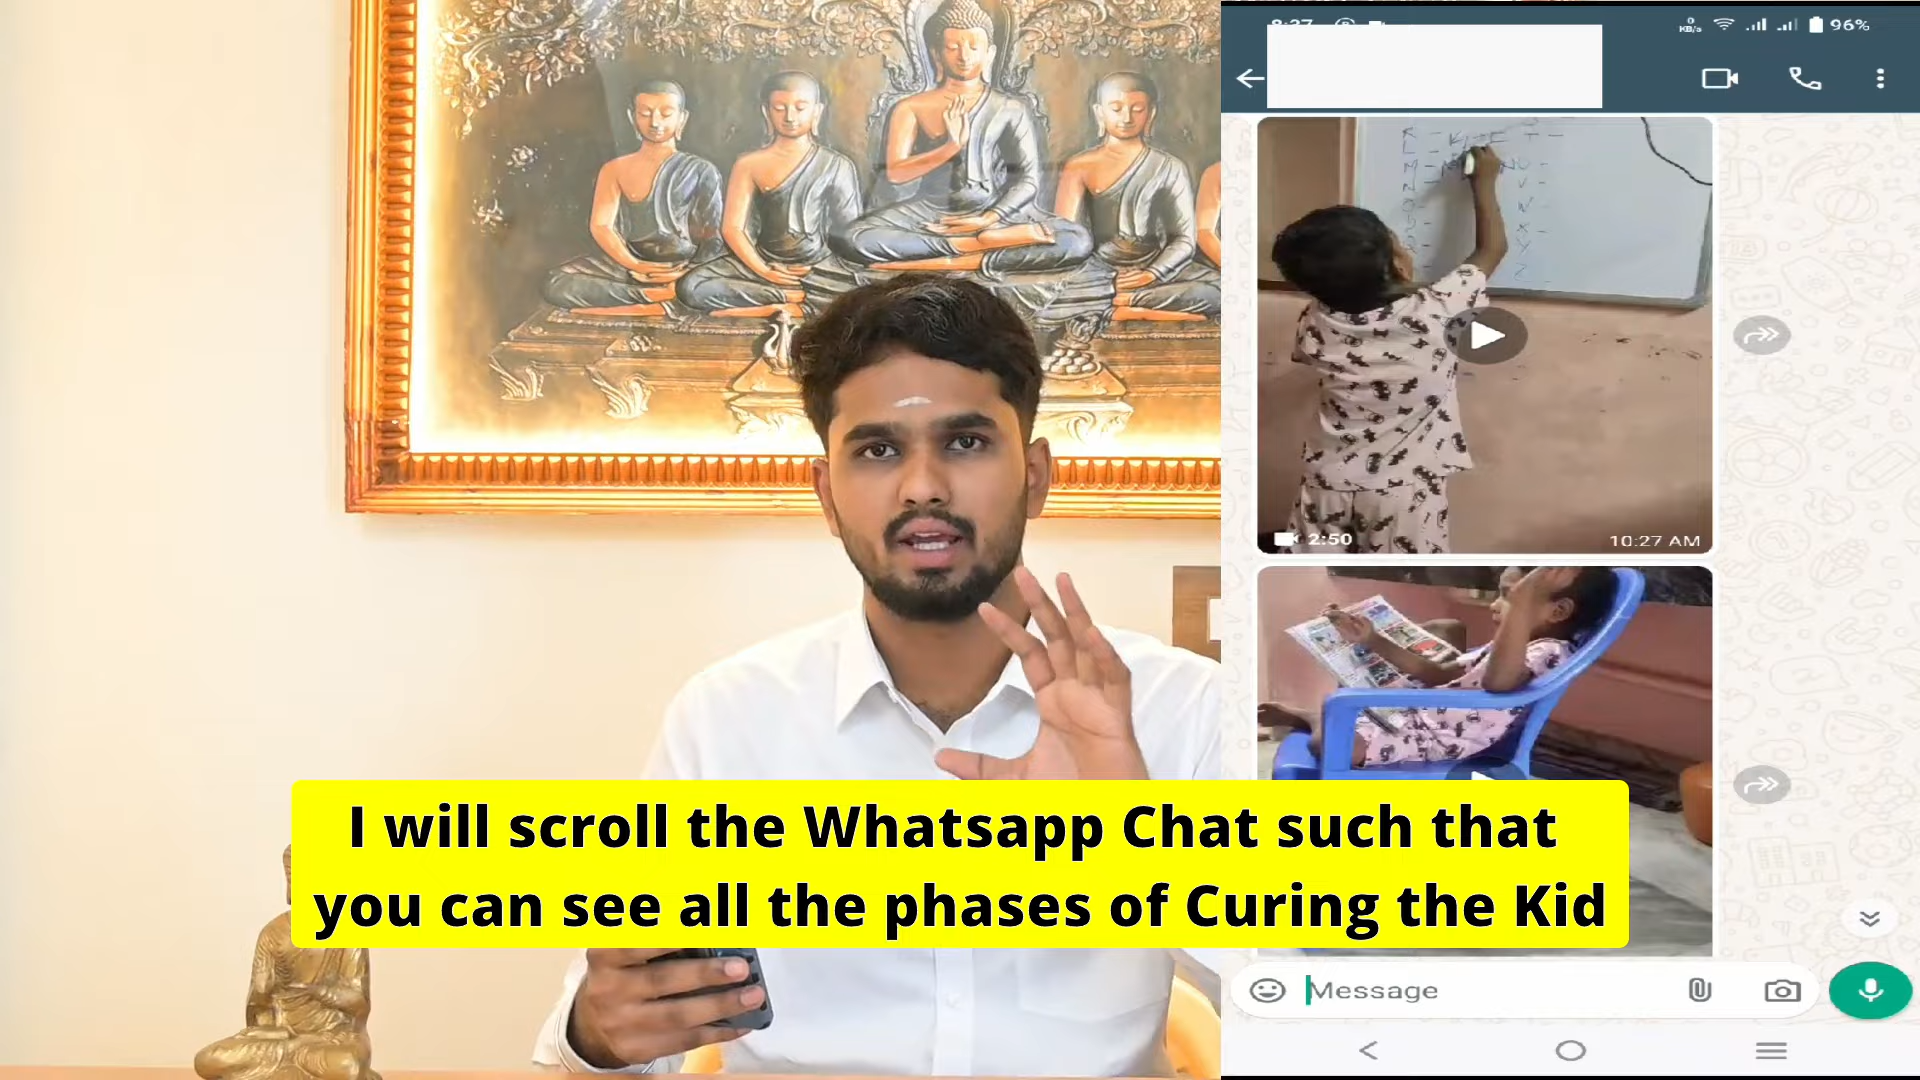 96%
KB/s
2:50
10:27 AM
I will scroll the Whatsapp Chat such that
you can see all the phases of Curing the Kid
Message